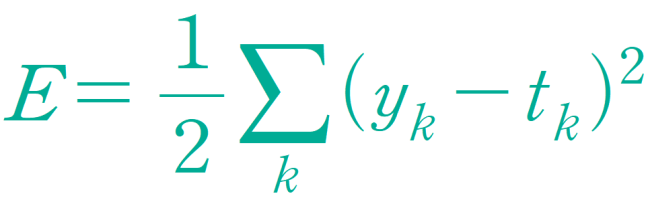 E = 1/2 ∑_k (y_k − t_k)^2